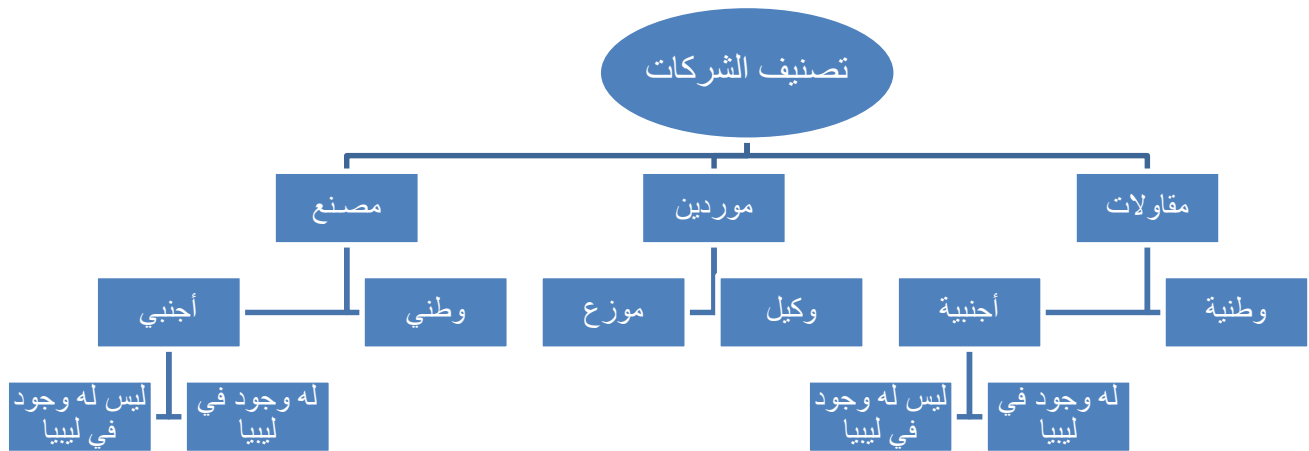 تصنيف الشركات
مقاولات
موردين
مصنع
وطنية
أجنبية
وكيل
موزع
وطني
أجنبي
له وجود في
ليبيا
ليس له وجود
في ليبيا
له وجود في
ليبيا
ليس له وجود
في ليبيا